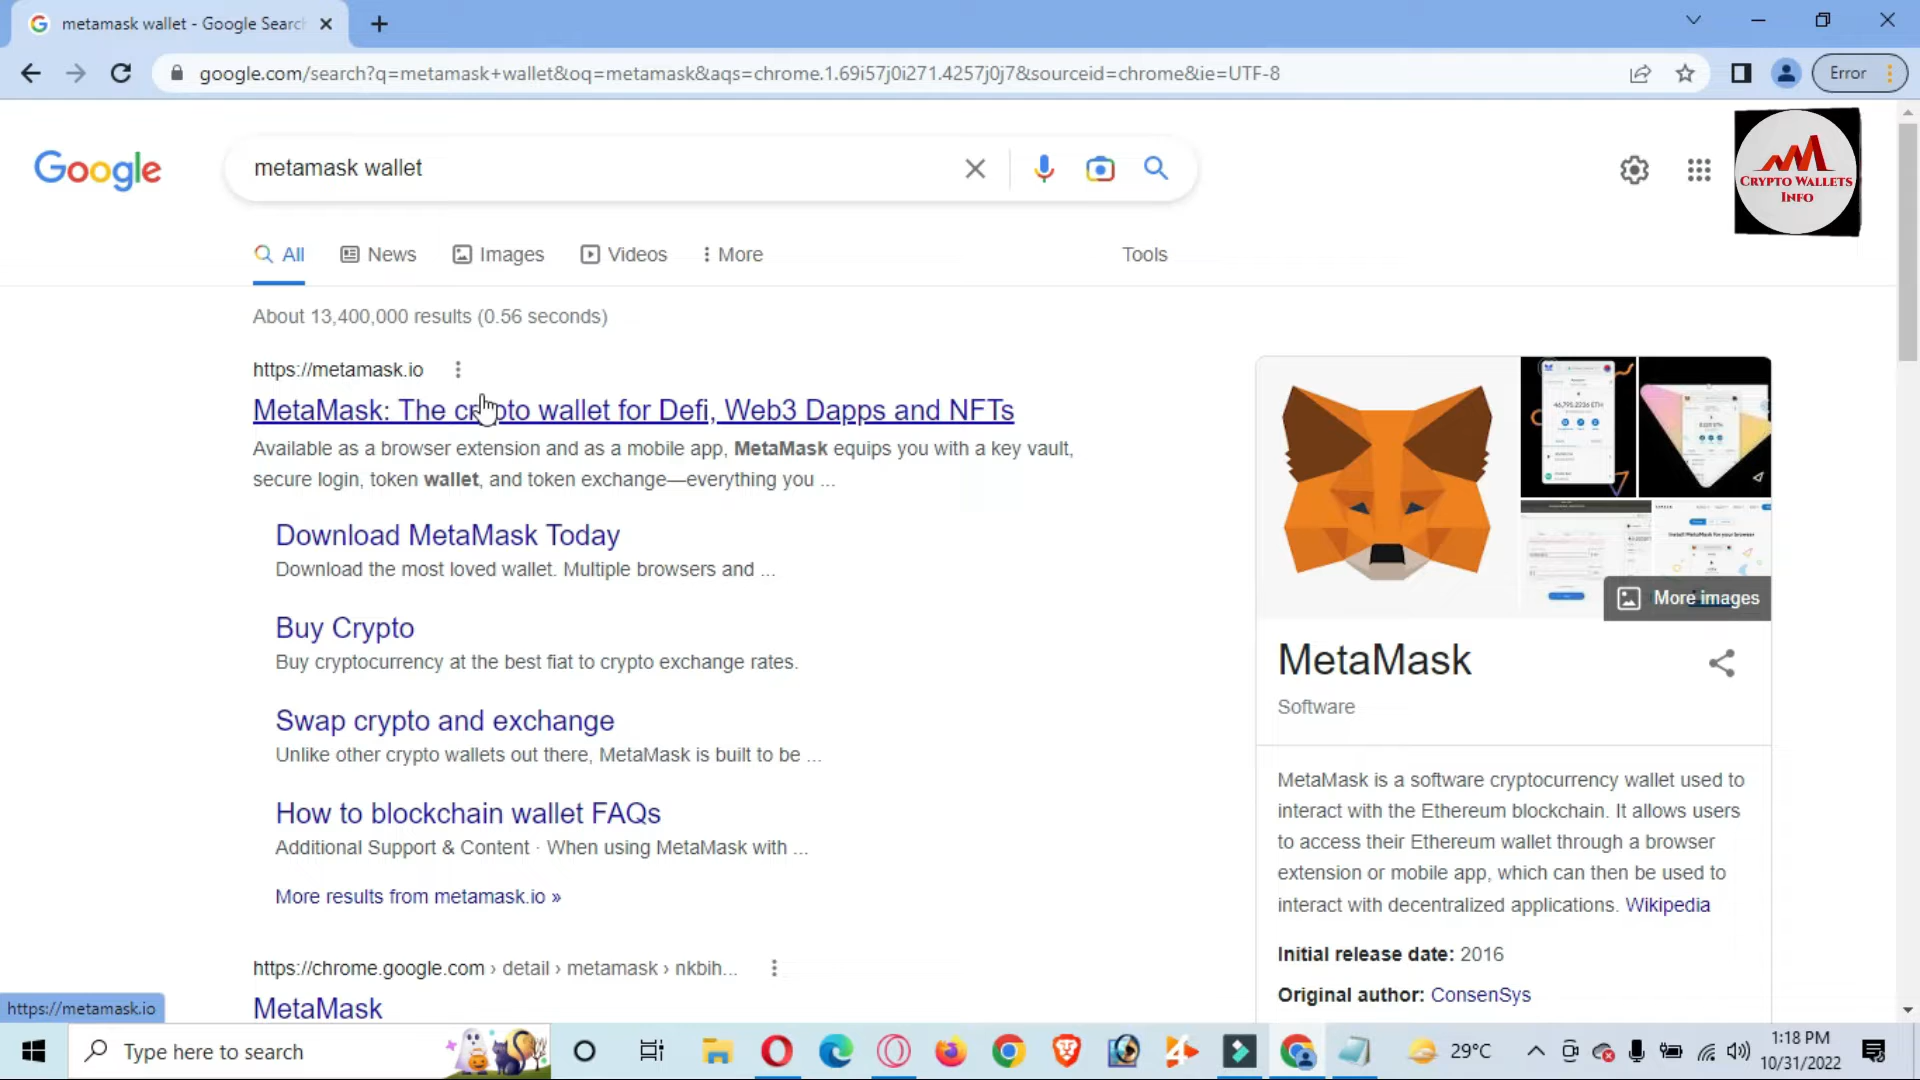 metamask wallet - Google Searc
google.com/search?q=metamask+wallet&oq=metamask&aqs=chrome.1.69i57j0i271.4257j0j7&sourceid=chrome&ie=UTF-8
Error
Google
metamask wallet
CRYPTO WALLETS
INFO
All
News
Images
Videos
More
Tools
About 13,400,000 results (0.56 seconds)
https://metamask.io
MetaMask: The crypto wallet for Defi, Web3 Dapps and NFTs
Available as a browser extension and as a mobile app, MetaMask equips you with a key vault,
secure login, token wallet, and token exchange—everything you ...
Download MetaMask Today
Download the most loved wallet. Multiple browsers and ...
Buy Crypto
Buy cryptocurrency at the best fiat to crypto exchange rates.
Swap crypto and exchange
Unlike other crypto wallets out there, MetaMask is built to be ...
How to blockchain wallet FAQs
Additional Support & Content · When using MetaMask with ...
More results from metamask.io »
https://chrome.google.com › detail › metamask › nkbih...
MetaMask
More images
MetaMask
Software
MetaMask is a software cryptocurrency wallet used to
interact with the Ethereum blockchain. It allows users
to access their Ethereum wallet through a browser
extension or mobile app, which can then be used to
interact with decentralized applications. Wikipedia
Initial release date: 2016
Original author: ConsenSys
https://metamask.io
Type here to search
29°C
1:18 PM
10/31/2022